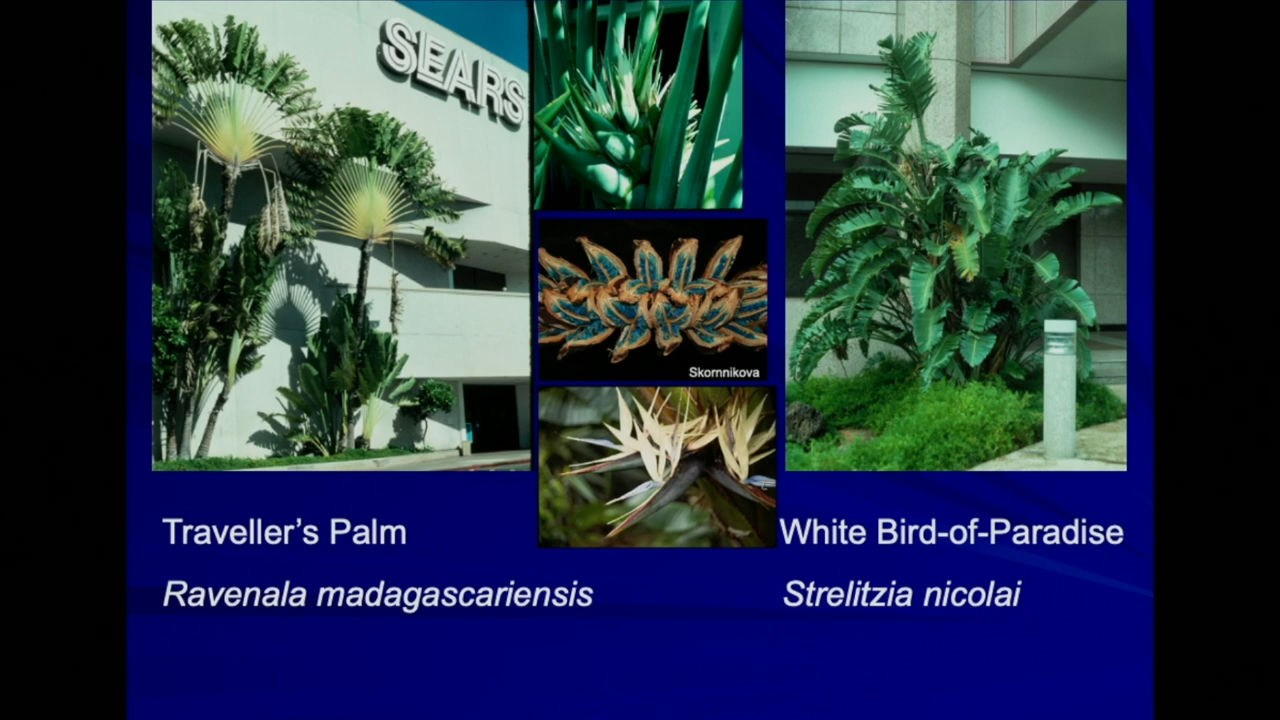 SEARS
Skornnikova
Traveller's Palm
White Bird-of-Paradise
Ravenala madagascariensis
Strelitzia nicolai